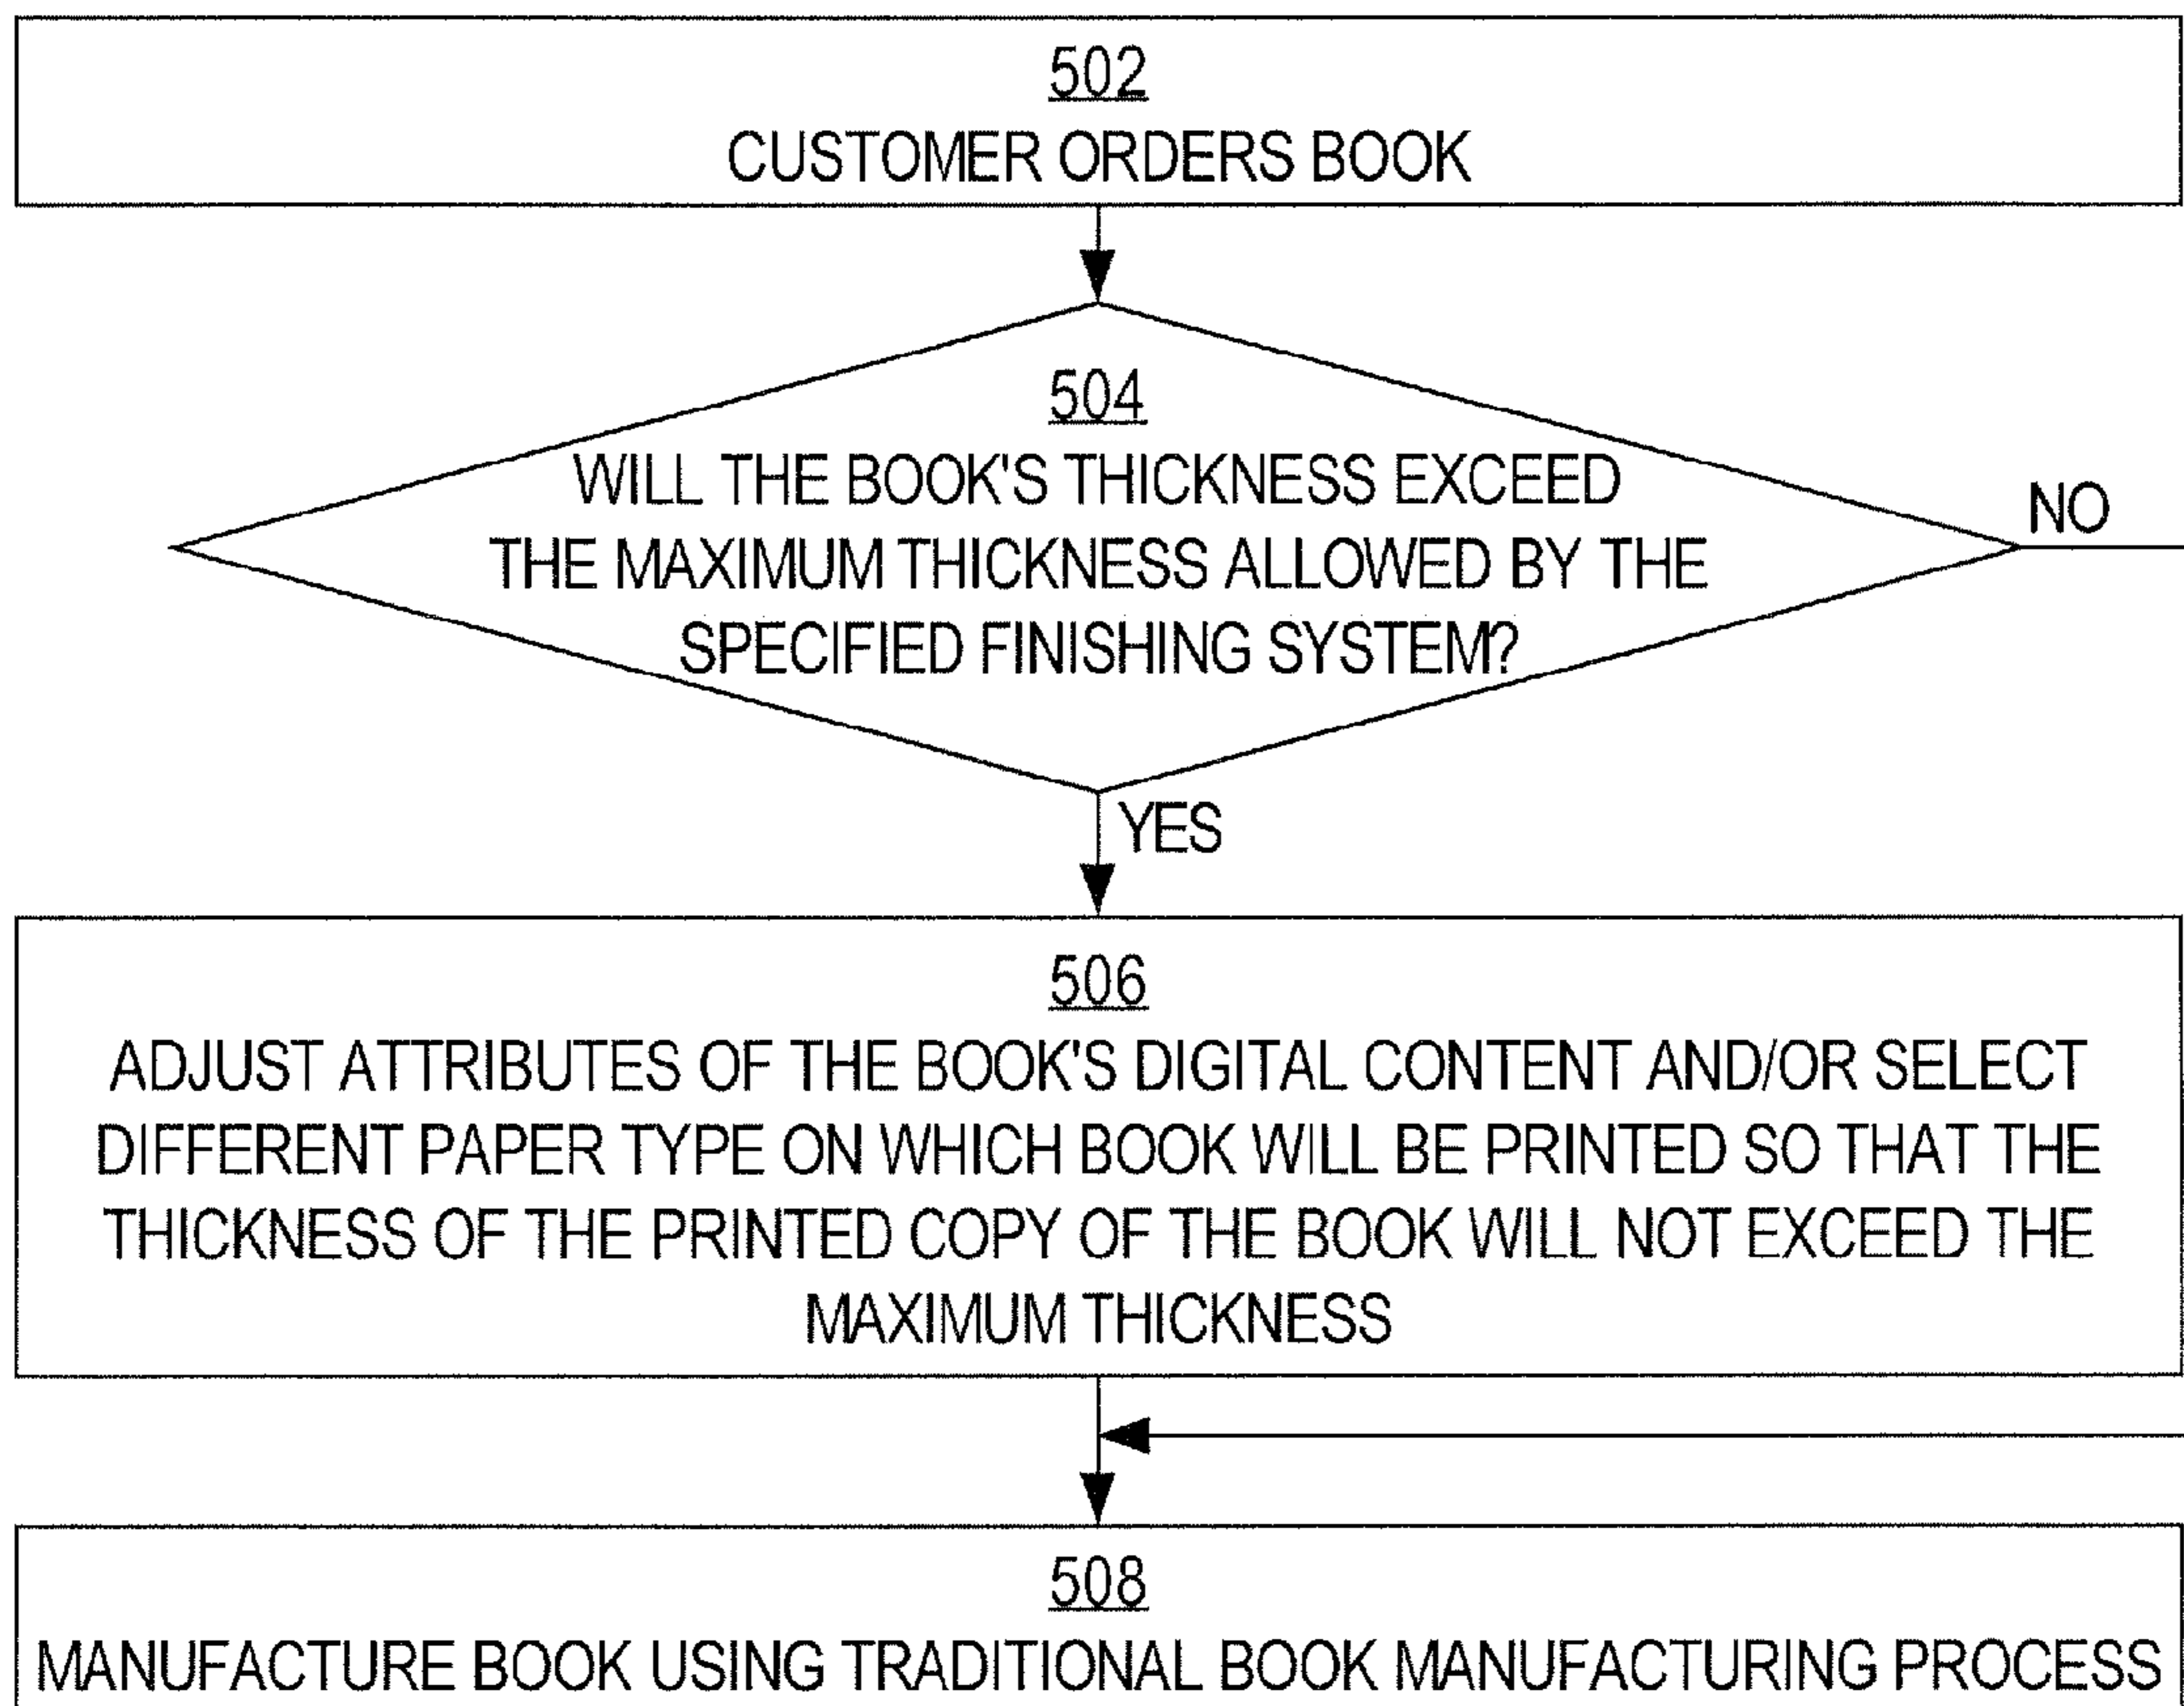 502
CUSTOMER ORDERS BOOK
504
WILL THE BOOK'S THICKNESS EXCEED
THE MAXIMUM THICKNESS ALLOWED BY THE
SPECIFIED FINISHING SYSTEM?
NO
YES
506
ADJUST ATTRIBUTES OF THE BOOK'S DIGITAL CONTENT AND/OR SELECT
DIFFERENT PAPER TYPE ON WHICH BOOK WILL BE PRINTED SO THAT THE
THICKNESS OF THE PRINTED COPY OF THE BOOK WILL NOT EXCEED THE
MAXIMUM THICKNESS
508
MANUFACTURE BOOK USING TRADITIONAL BOOK MANUFACTURING PROCESS